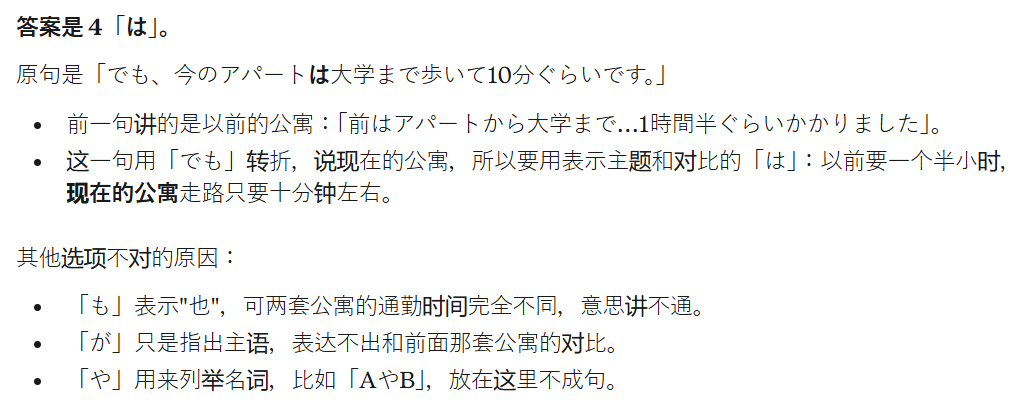 答案是 4「は」。
原句是「でも、今のアパートは大学まで歩いて10分ぐらいです。」
• 前一句讲的是以前的公寓：「前はアパートから大学まで…1時間半ぐらいかかりました」。
• 这一句用「でも」转折，说现在的公寓，所以要用表示主题和对比的「は」：以前要一个半小时，
现在的公寓走路只要十分钟左右。
其他选项不对的原因：
• 「も」表示"也"，可两套公寓的通勤时间完全不同，意思讲不通。
• 「が」只是指出主语，表达不出和前面那套公寓的对比。
• 「や」用来列举名词，比如「AやB」，放在这里不成句。